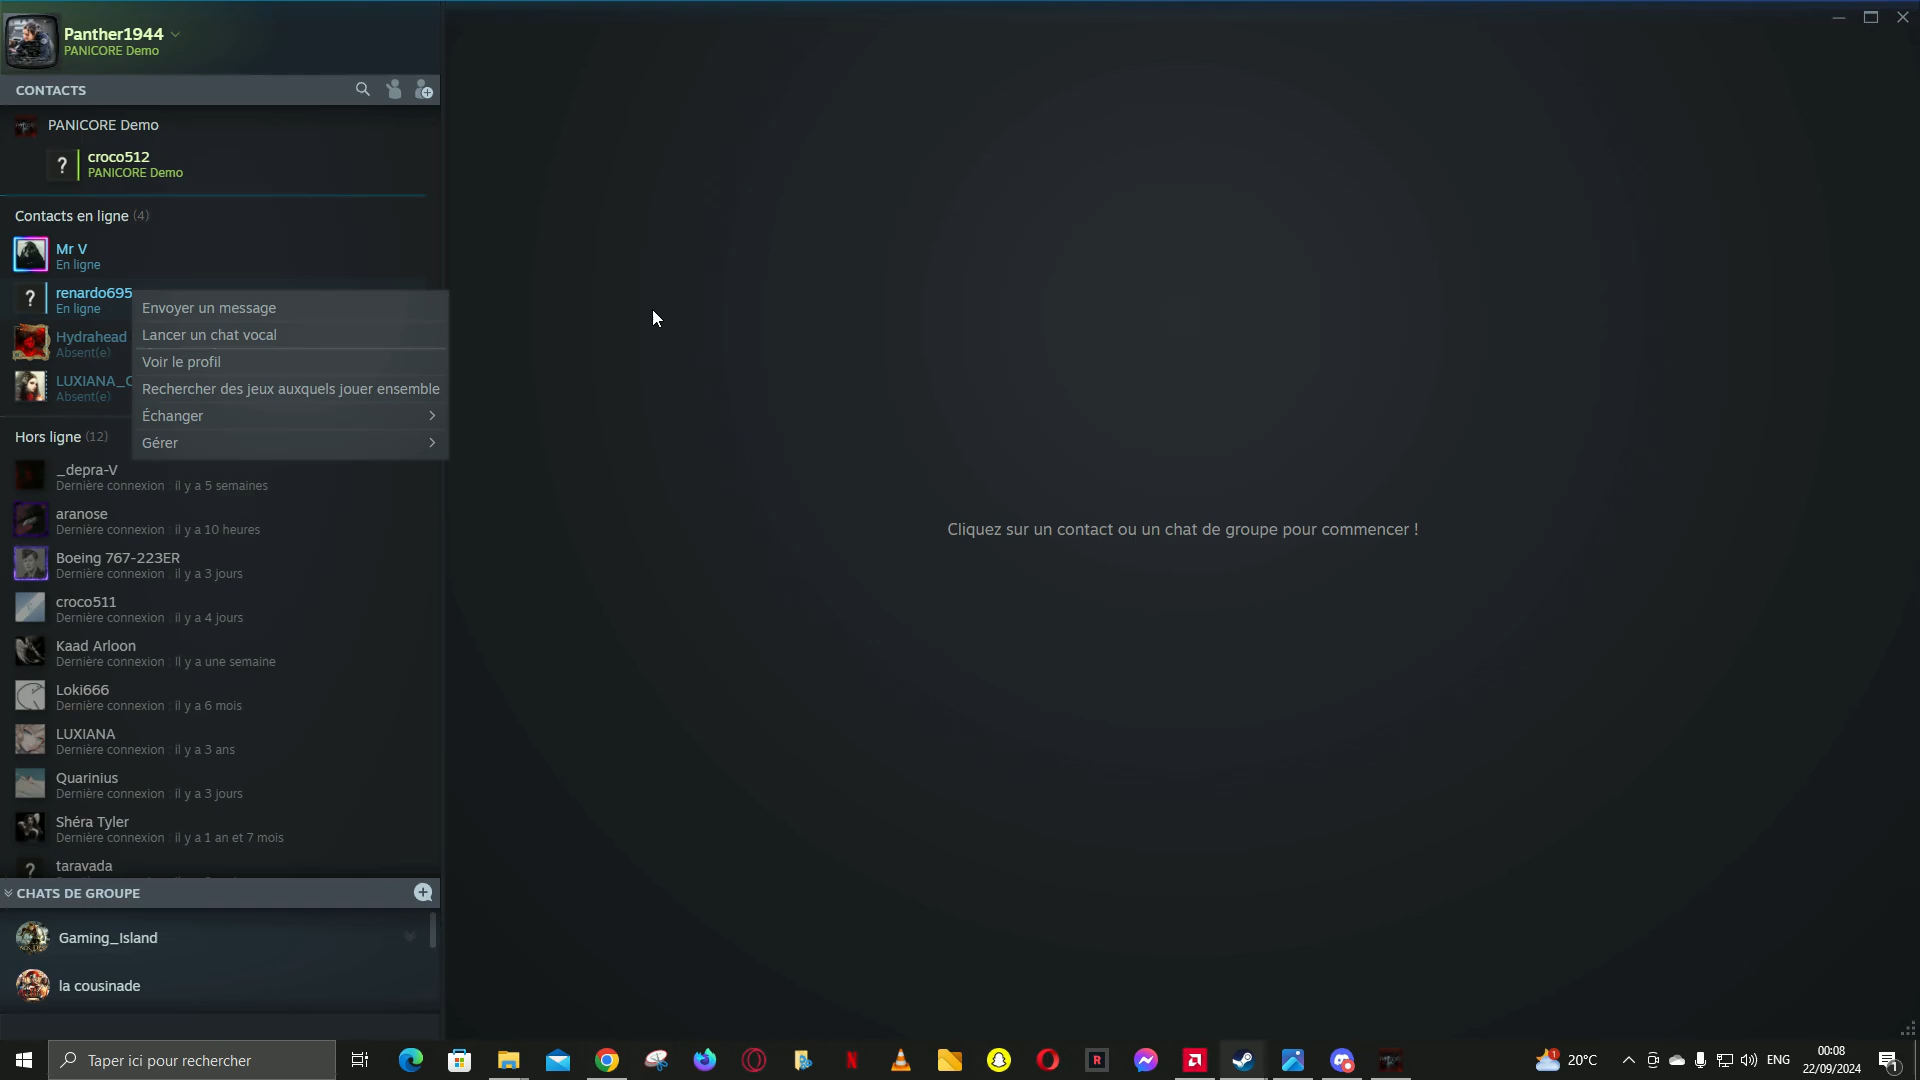 Panther1944
PANICORE Demo
CONTACTS
PANICORE Demo
?
croco512
PANICORE Demo
Contacts en ligne (4)
Mr V
En ligne
?
renardo695
En ligne
Hydrahead
Absent(e)
LUXIANA_
Absent(e)
Envoyer un message
Lancer un chat vocal
Voir le profil
Rechercher des jeux auxquels jouer ensemble
Échanger
Gérer
Hors ligne (12)
_depra-V
Dernière connexion : il y a 5 semaines
aranose
Dernière connexion : il y a 10 heures
Boeing 767-223ER
Dernière connexion : il y a 3 jours
croco511
Dernière connexion : il y a 4 jours
Kaad Arloon
Dernière connexion : Il y a une semaine
Loki666
Dernière connexion : il y a 6 mois
LUXIANA
Dernière connexion : il y a 3 ans
Quarinius
Dernière connexion : il y a 3 jours
Shéra Tyler
Dernière connexion : il y a 1 an et 7 mois
?
taravada
CHATS DE GROUPE
Gaming_Island
la cousinade
Cliquez sur un contact ou un chat de groupe pour commencer !
Taper ici pour rechercher
20°C
ENG
00:08
22/09/2024
1